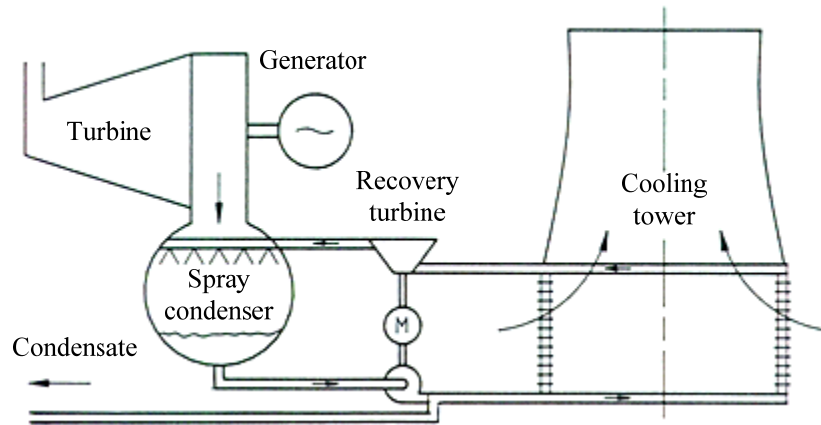 Generator
Turbine
Recovery
turbine
Cooling
tower
Spray
condenser
M
Condensate